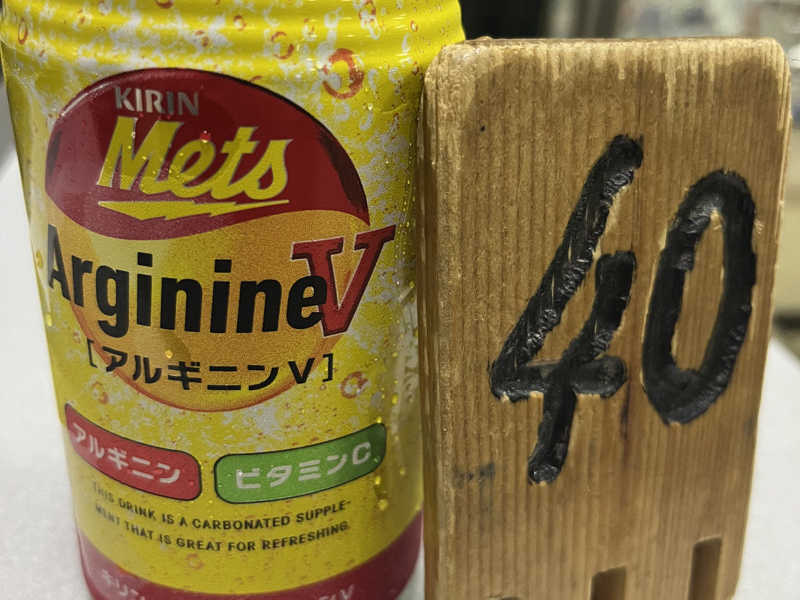 KIRIN
Mets
Arginine V
[アルギニンV]
アルギニン
ビタミンC
THIS DRINK IS A CARBONATED SUPPLE-
MENT THAT IS GREAT FOR REFRESHING.
40